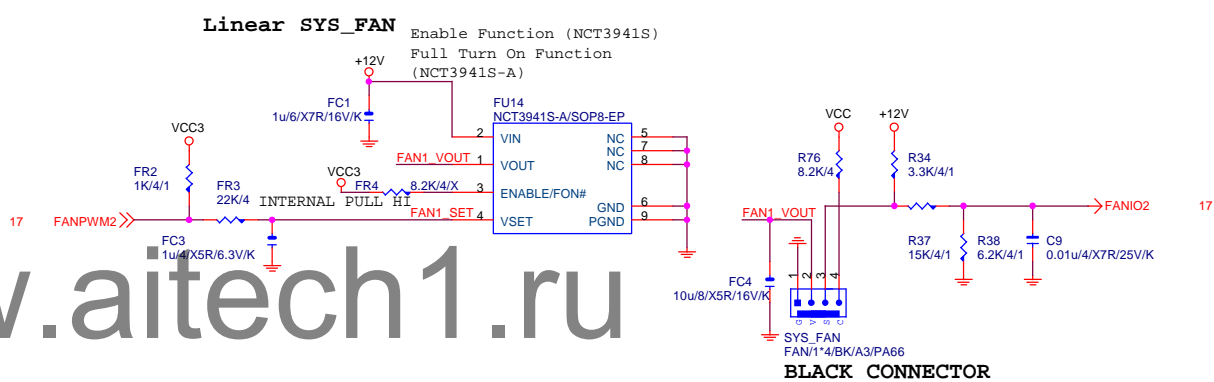 Linear SYS_FAN
Enable Function (NCT3941S)
Full Turn On Function
(NCT3941S-A)
+12V
FC1
1u/6/X7R/16V/K
FU14
NCT3941S-A/SOP8-EP
2
VIN
NC
5
NC
7
FAN1_VOUT
1
VOUT
NC
8
VCC3
FR4
8.2K/4/X
3
ENABLE/FON#
INTERNAL PULL HI
GND
6
FAN1_SET
4
VSET
PGND
9
VCC3
FR2
1K/4/1
FR3
22K/4
17
FANPWM2
FC3
1u/4/X5R/6.3V/K
VCC
+12V
R76
8.2K/4
R34
3.3K/4/1
FAN1_VOUT
FANIO2
17
R37
15K/4/1
R38
6.2K/4/1
C9
0.01u/4/X7R/25V/K
FC4
10u/8/X5R/16V/K
1
2
3
4
G
V
S
C
SYS_FAN
FAN/1*4/BK/A3/PA66
BLACK CONNECTOR
w.aitech1.ru